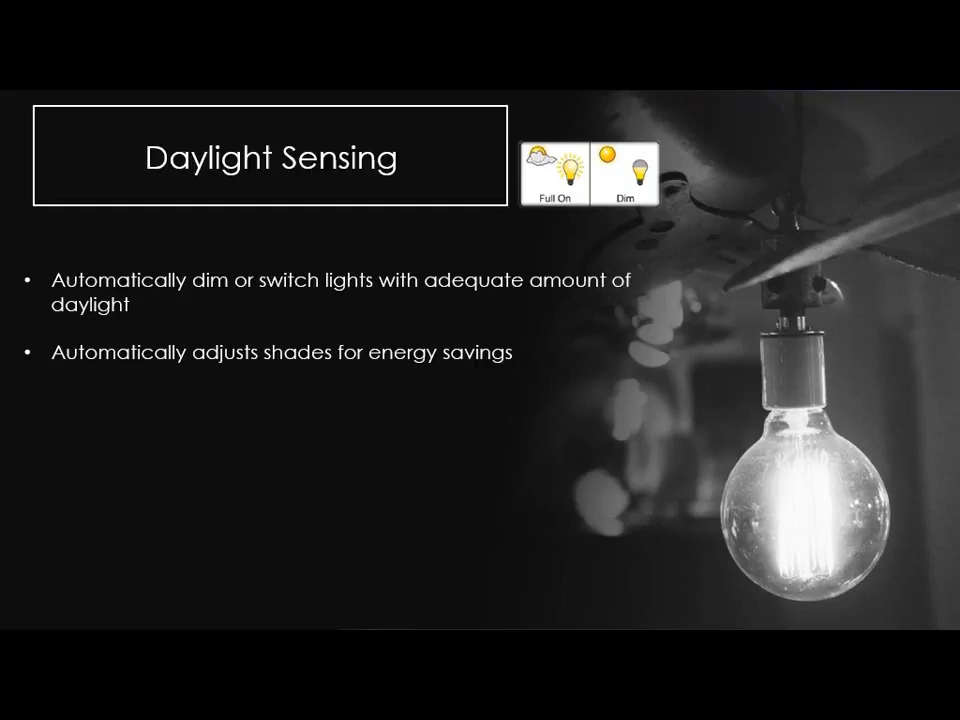 Daylight Sensing
Full On
Dim
• Automatically dim or switch lights with adequate amount of
daylight
• Automatically adjusts shades for energy savings